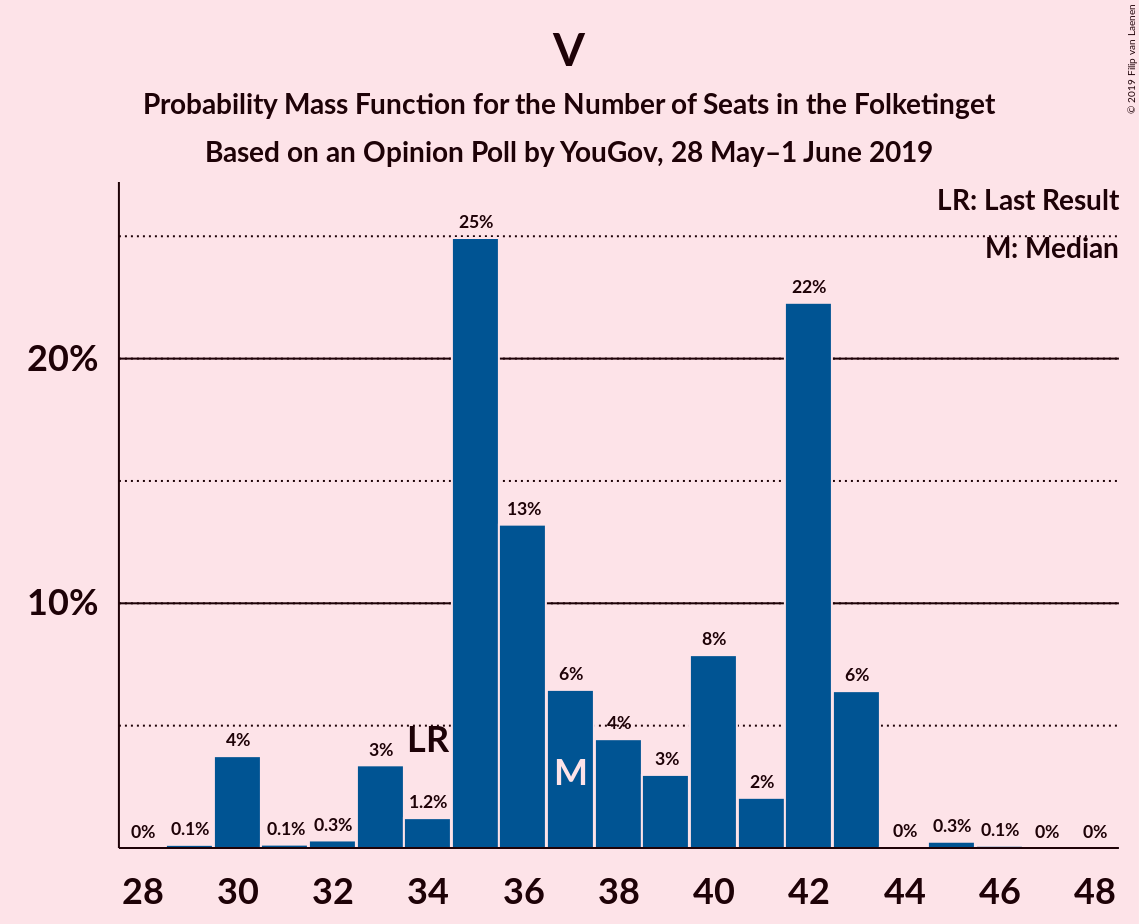 V
Probability Mass Function for the Number of Seats in the Folketinget
Based on an Opinion Poll by YouGov, 28 May–1 June 2019
© 2019 Filip van Laenen
LR: Last Result
M: Median
25%
22%
20%
13%
10%
8%
6%
6%
4%
LR
4%
3%
3%
M
2%
1.2%
0%
0.1%
0.1%
0.3%
0%
0.3%
0.1%
0%
0%
28 30 32 34 36 38 40 42 44 46 48